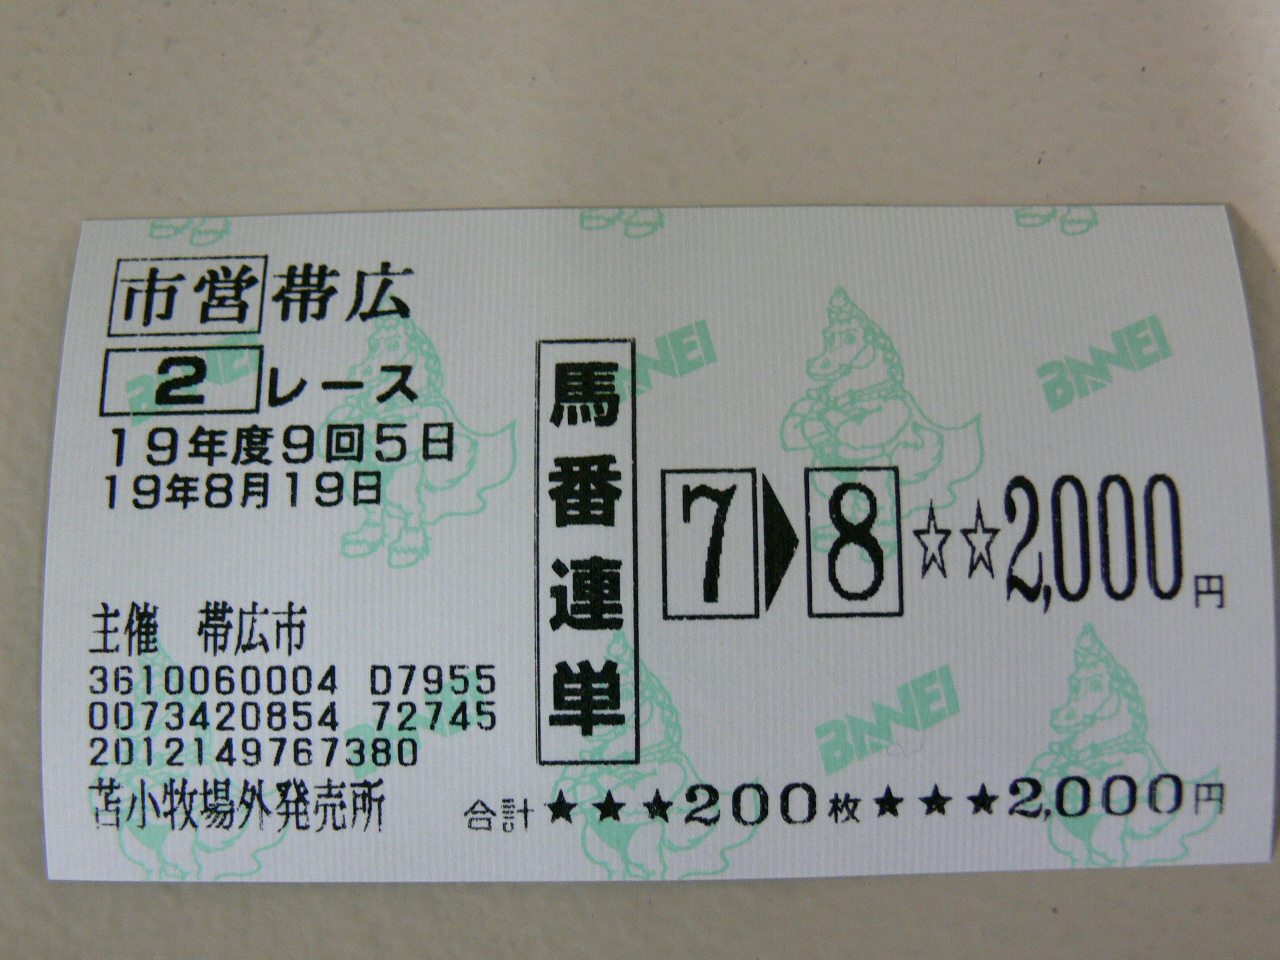 市営 帯広
2 レース
19年度9回5日
19年8月19日
馬番連単
7▶8☆☆2,000円
主催 帯広市
3610060004 07955
0073420854 72745
2012149767380
苫小牧場外発売所
合計★★★200枚★★★2,000円
BANEI
BANEI
BANEI
BANEI